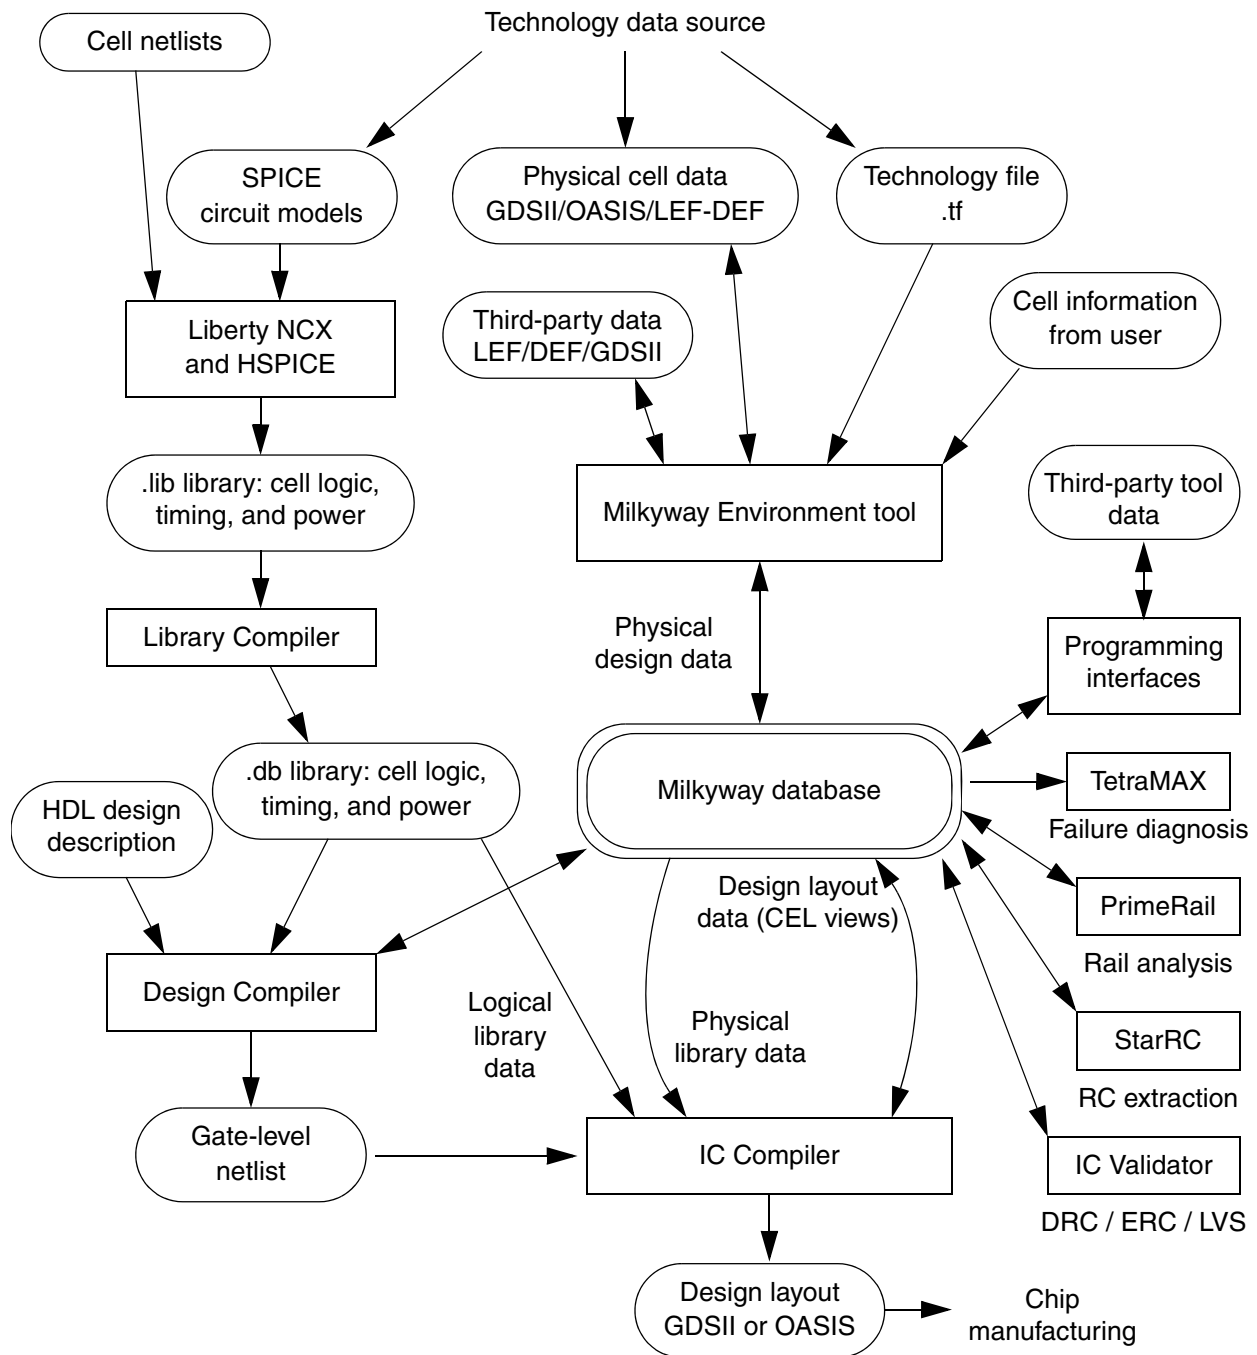 Technology data source
Cell netlists
SPICE
circuit models
Physical cell data
GDSII/OASIS/LEF-DEF
Technology file
.tf
Liberty NCX
and HSPICE
Third-party data
LEF/DEF/GDSII
Cell information
from user
.lib library: cell logic,
timing, and power
Milkyway Environment tool
Third-party tool
data
Library Compiler
Physical
design data
Programming
interfaces
.db library: cell logic,
timing, and power
Milkyway database
TetraMAX
Failure diagnosis
HDL design
description
Design layout
data (CEL views)
PrimeRail
Rail analysis
Design Compiler
Logical
library
data
Physical
library data
StarRC
RC extraction
Gate-level
netlist
IC Compiler
IC Validator
DRC / ERC / LVS
Design layout
GDSII or OASIS
Chip
manufacturing